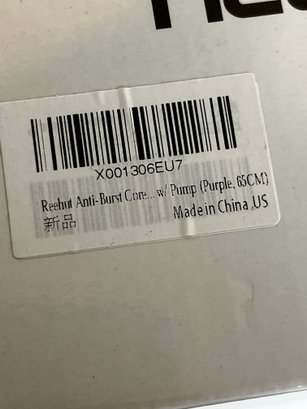 X001306EU7
Reehut Anti-Burst Core... w/ Pump (Purple, 65CM)
新品
Made in China ,US